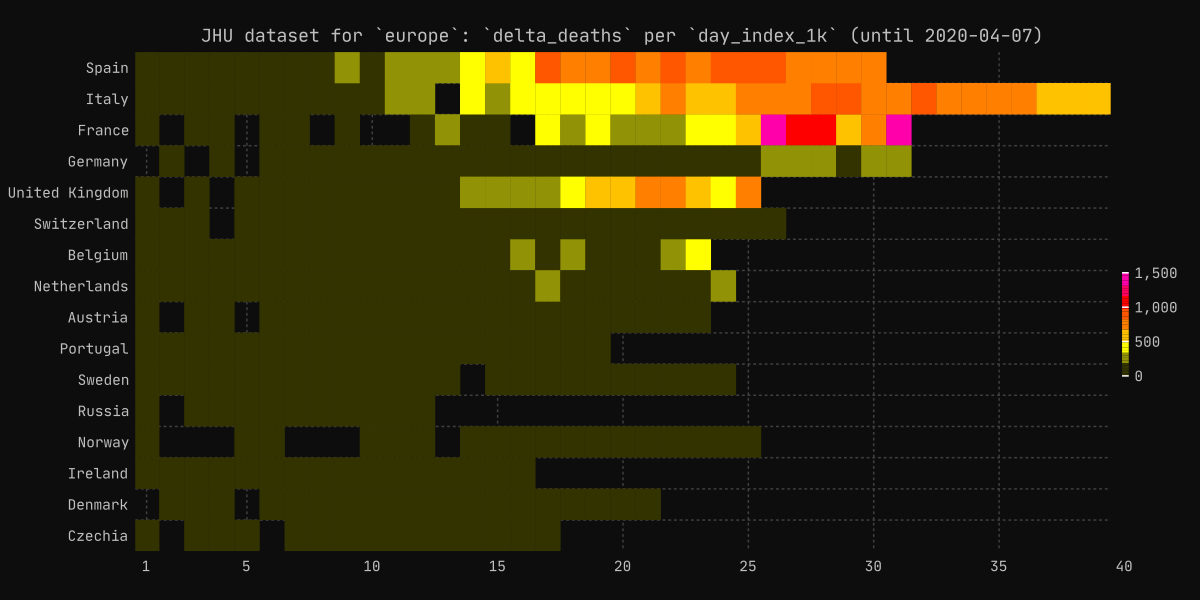 JHU dataset for `europe`: `delta_deaths` per `day_index_1k` (until 2020-04-07)
Spain
Italy
France
Germany
United Kingdom
Switzerland
Belgium
Netherlands
Austria
Portugal
Sweden
Russia
Norway
Ireland
Denmark
Czechia
1 5 10 15 20 25 30 35 40
1,500
1,000
500
0